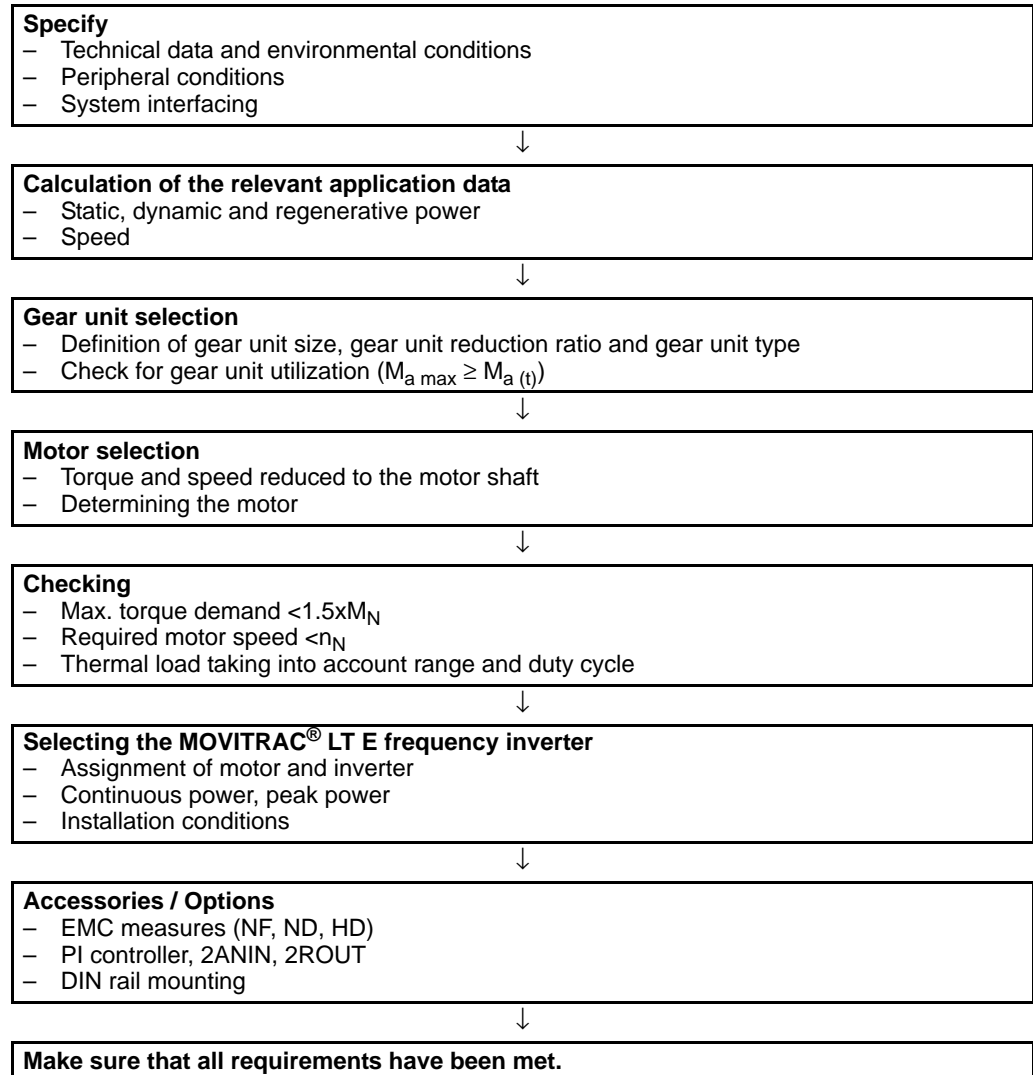 Specify
– Technical data and environmental conditions
– Peripheral conditions
– System interfacing
↓
Calculation of the relevant application data
– Static, dynamic and regenerative power
– Speed
↓
Gear unit selection
– Definition of gear unit size, gear unit reduction ratio and gear unit type
– Check for gear unit utilization (Ma max ≥ Ma (t))
↓
Motor selection
– Torque and speed reduced to the motor shaft
– Determining the motor
↓
Checking
– Max. torque demand <1.5xMN
– Required motor speed <nN
– Thermal load taking into account range and duty cycle
↓
Selecting the MOVITRAC® LT E frequency inverter
– Assignment of motor and inverter
– Continuous power, peak power
– Installation conditions
↓
Accessories / Options
– EMC measures (NF, ND, HD)
– PI controller, 2ANIN, 2ROUT
– DIN rail mounting
↓
Make sure that all requirements have been met.